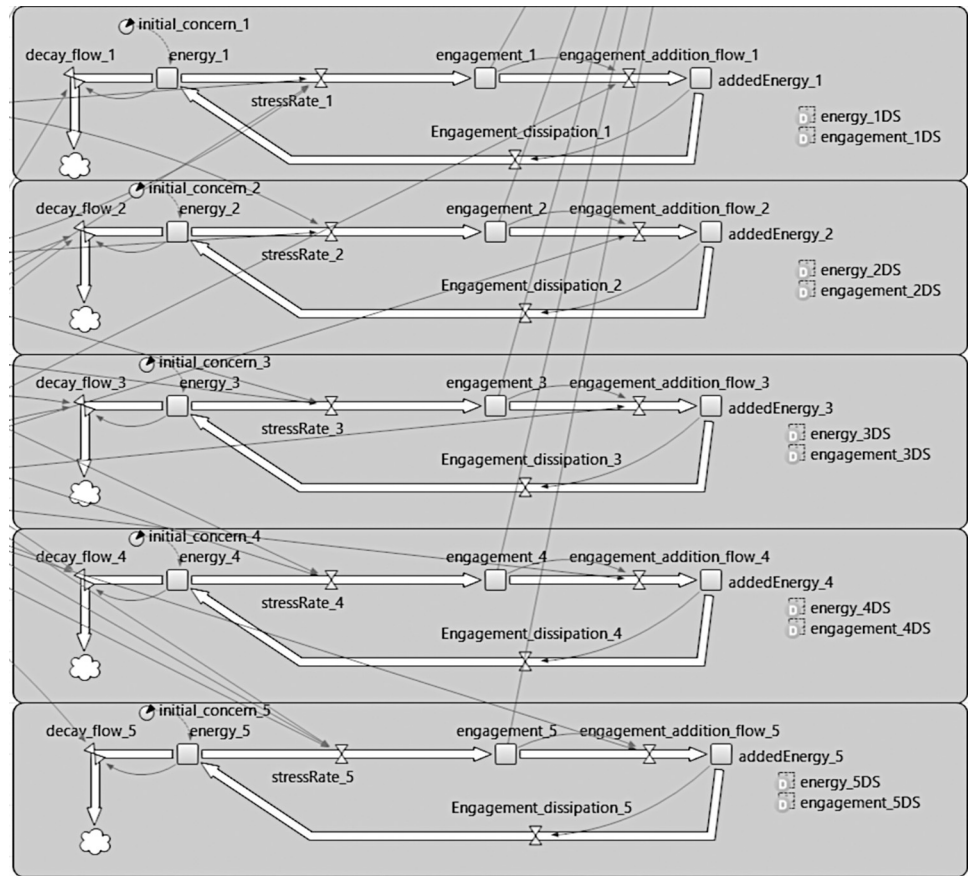 initial_concern_1
decay_flow_1 energy_1 engagement_1 engagement_addition_flow_1
stressRate_1 addedEnergy_1
Engagement_dissipation_1
D energy_1DS
D engagement_1DS
initial_concern_2
decay_flow_2 energy_2 engagement_2 engagement_addition_flow_2
stressRate_2 addedEnergy_2
Engagement_dissipation_2
D energy_2DS
D engagement_2DS
initial_concern_3
decay_flow_3 energy_3 engagement_3 engagement_addition_flow_3
stressRate_3 addedEnergy_3
Engagement_dissipation_3
D energy_3DS
D engagement_3DS
initial_concern_4
decay_flow_4 energy_4 engagement_4 engagement_addition_flow_4
stressRate_4 addedEnergy_4
Engagement_dissipation_4
D energy_4DS
D engagement_4DS
initial_concern_5
decay_flow_5 energy_5 engagement_5 engagement_addition_flow_5
stressRate_5 addedEnergy_5
Engagement_dissipation_5
D energy_5DS
D engagement_5DS